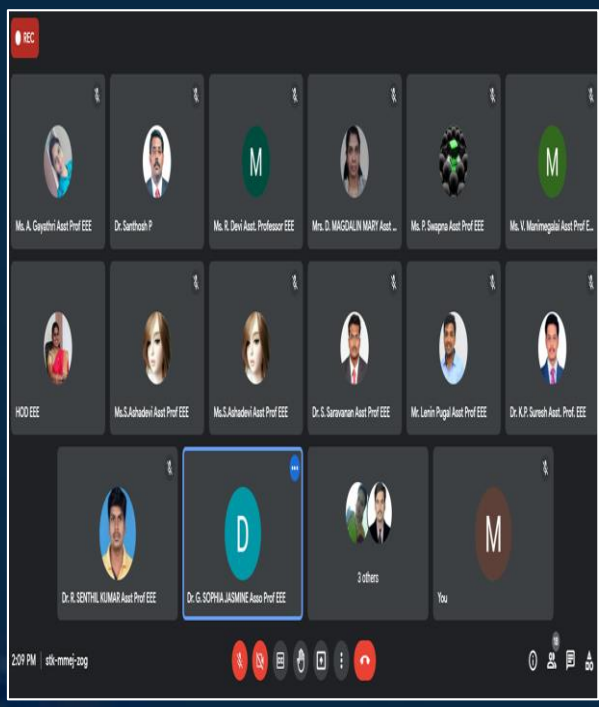 REC
M
M
Ms. A. Gayathri Asst Prof EEE
Dr. Santhosh P
Ms. R. Devi Asst. Professor EEE
Mrs. D. MAGDALIN MARY Asst ...
Ms. P. Swapna Asst Prof EEE
Ms. V. Manimegalai Asst Prof E...
HOD EEE
Ms.S.Ashadevi Asst Prof EEE
Ms.S.Ashadevi Asst Prof EEE
Dr. S. Saravanan Asst Prof EEE
Mr. Lenin Pugal Asst Prof EEE
Dr. K.P. Suresh Asst. Prof. EEE
D
M
3 others
Dr. R. SENTHIL KUMAR Asst Prof EEE
Dr. G. SOPHIA JASMINE Asso Prof EEE
You
2:09 PM | stk-mmej-zog
18